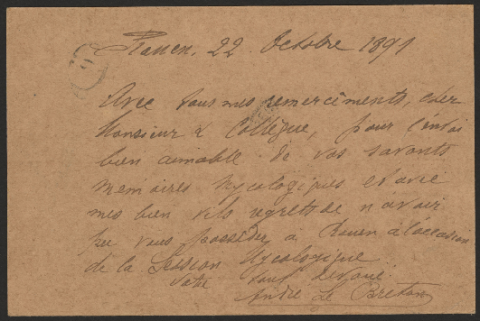 Rouen, 22 Octobre 1891
Avec tous mes remerciements, cher
Monsieur & Collègue, pour l'envoi
bien aimable de vos savants
mémoires mycologiques et avec
mes bien vifs regrets de n'avoir
pu vous posséder à Rouen à l'occasion
de la Session Mycologique
Votre tout dévoué
André Le Breton